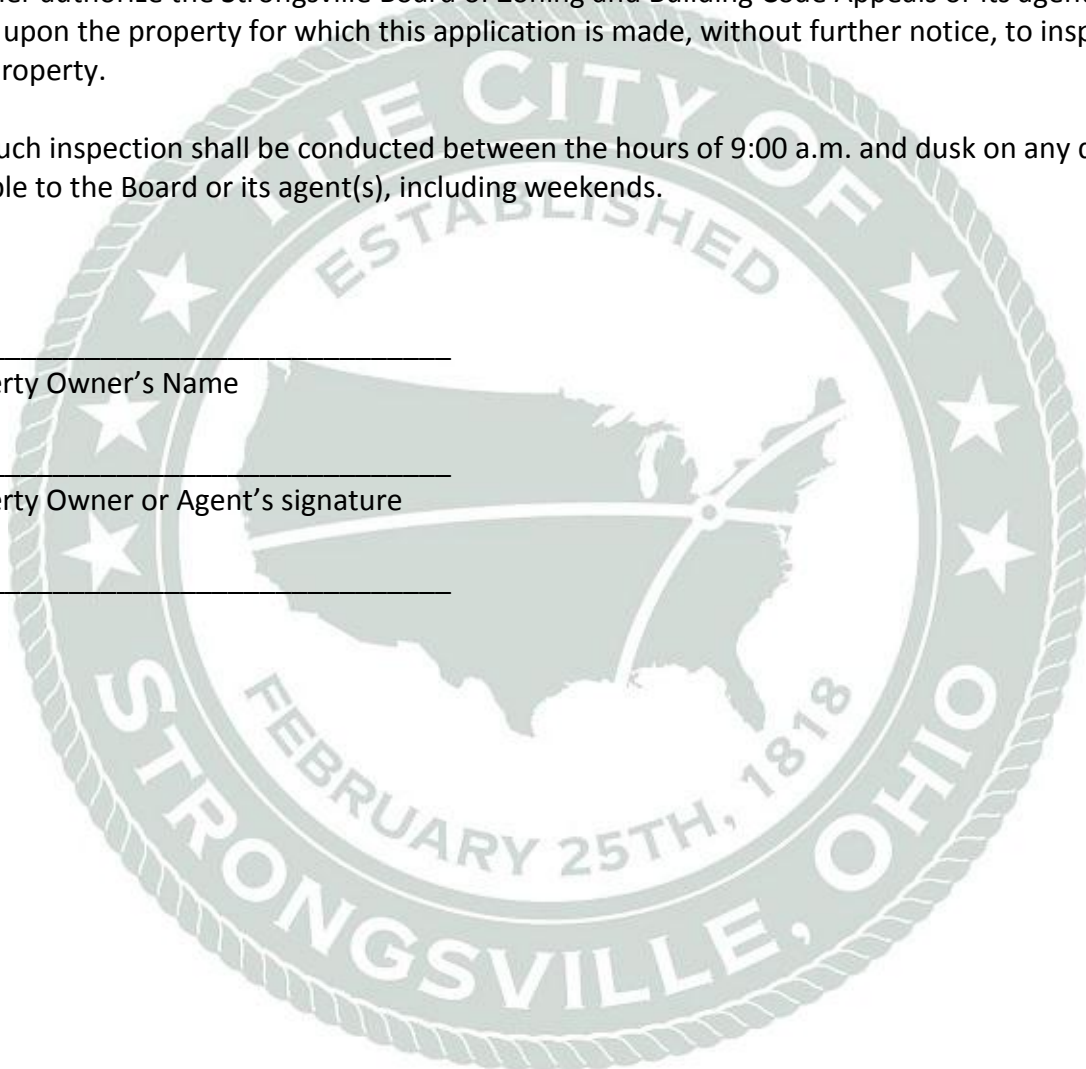 er authorize the Strongsville Board of Zoning and Building Code Appeals or its agen
upon the property for which this application is made, without further notice, to insp
roperty.
uch inspection shall be conducted between the hours of 9:00 a.m. and dusk on any
ble to the Board or its agent(s), including weekends.
erty Owner’s Name
erty Owner or Agent’s signature
THE CITY OF
ESTABLISHED
FEBRUARY 25TH, 1818
STRONGSVILLE, OHIO